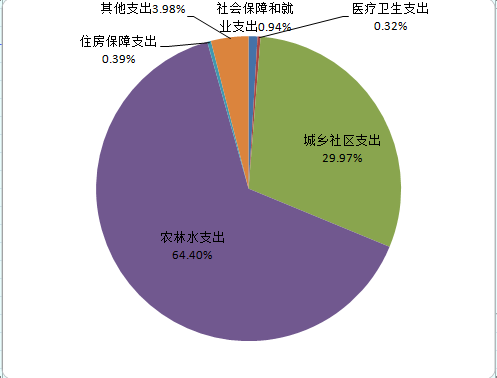 其他支出3.98%
社会保障和就
业支出0.94%
医疗卫生支出
0.32%
住房保障支出
0.39%
城乡社区支出
29.97%
农林水支出
64.40%